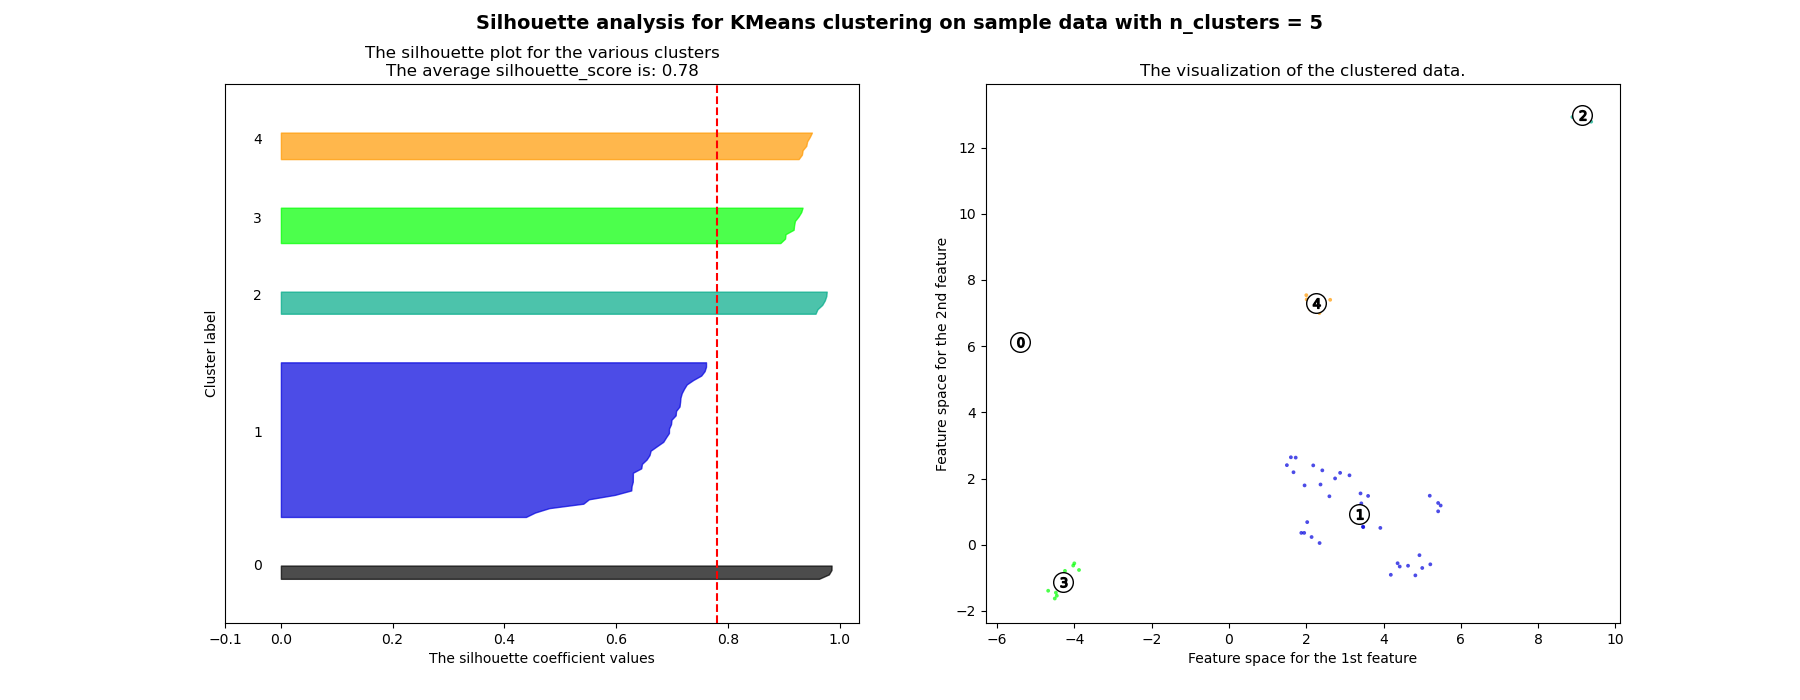 Silhouette analysis for KMeans clustering on sample data with n_clusters = 5
The silhouette plot for the various clusters
The average silhouette_score is: 0.78
4
3
2
1
0
Cluster label
−0.1 0.0 0.2 0.4 0.6 0.8 1.0
The silhouette coefficient values
The visualization of the clustered data.
12
10
8
6
4
2
0
−2
Feature space for the 2nd feature
2
4
0
1
3
−6 −4 −2 0 2 4 6 8 10
Feature space for the 1st feature